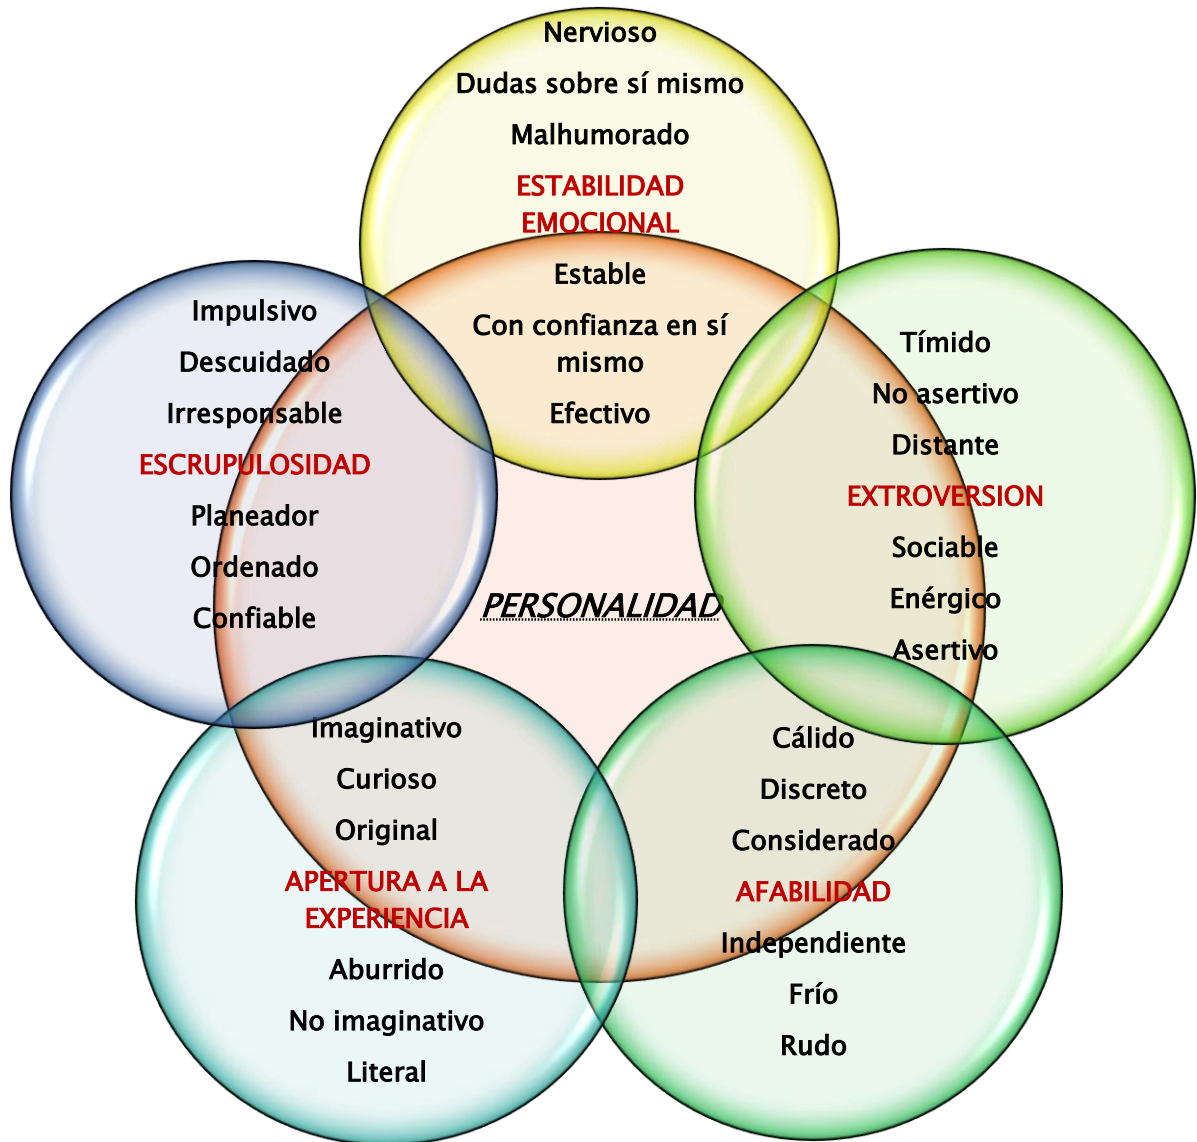 Nervioso
Dudas sobre sí mismo
Malhumorado
ESTABILIDAD
EMOCIONAL
Estable
Con confianza en sí
mismo
Efectivo
Tímido
No asertivo
Distante
EXTROVERSION
Sociable
Enérgico
Asertivo
Cálido
Discreto
Considerado
AFABILIDAD
Independiente
Frío
Rudo
Imaginativo
Curioso
Original
APERTURA A LA
EXPERIENCIA
Aburrido
No imaginativo
Literal
Impulsivo
Descuidado
Irresponsable
ESCRUPULOSIDAD
Planeador
Ordenado
Confiable
PERSONALIDAD